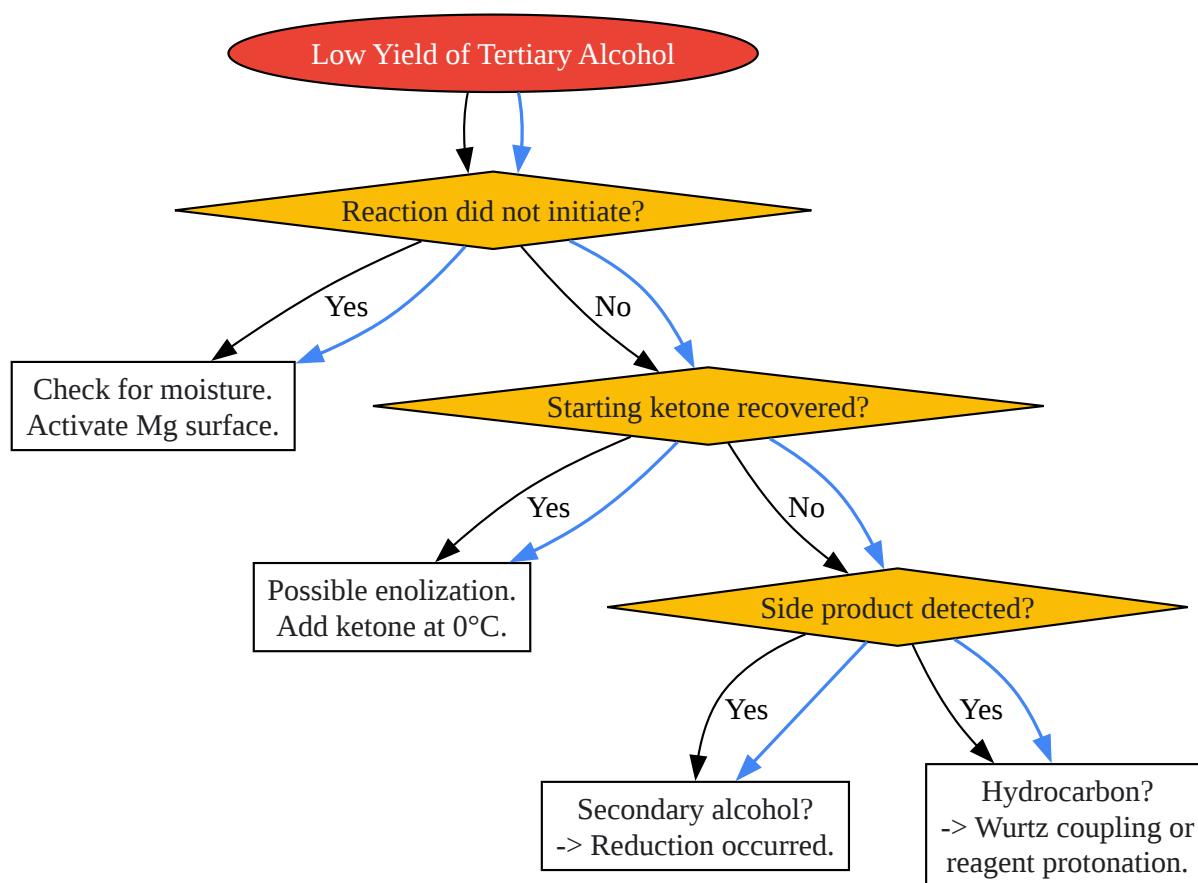 Low Yield of Tertiary Alcohol
Reaction did not initiate?
Yes
No
Check for moisture.
Activate Mg surface.
Starting ketone recovered?
Yes
No
Possible enolization.
Add ketone at 0°C.
Side product detected?
Yes
Yes
Secondary alcohol?
-> Reduction occurred.
Hydrocarbon?
-> Wurtz coupling or
reagent protonation.